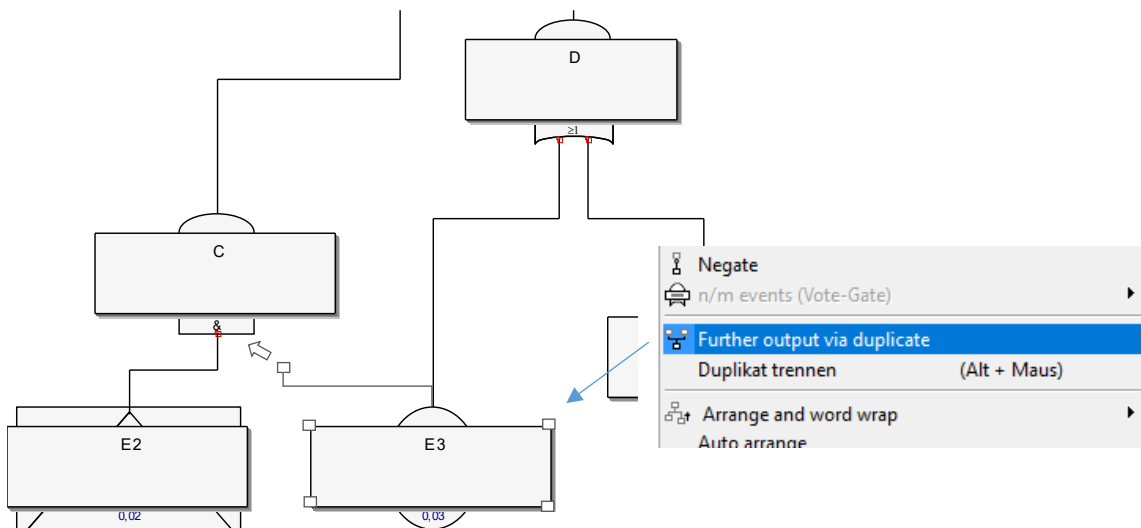 D
≥1
C
&
Negate
n/m events (Vote-Gate)
Further output via duplicate
Duplikat trennen (Alt + Maus)
Arrange and word wrap
Auto arrange
E2
E3
0,02
0,03